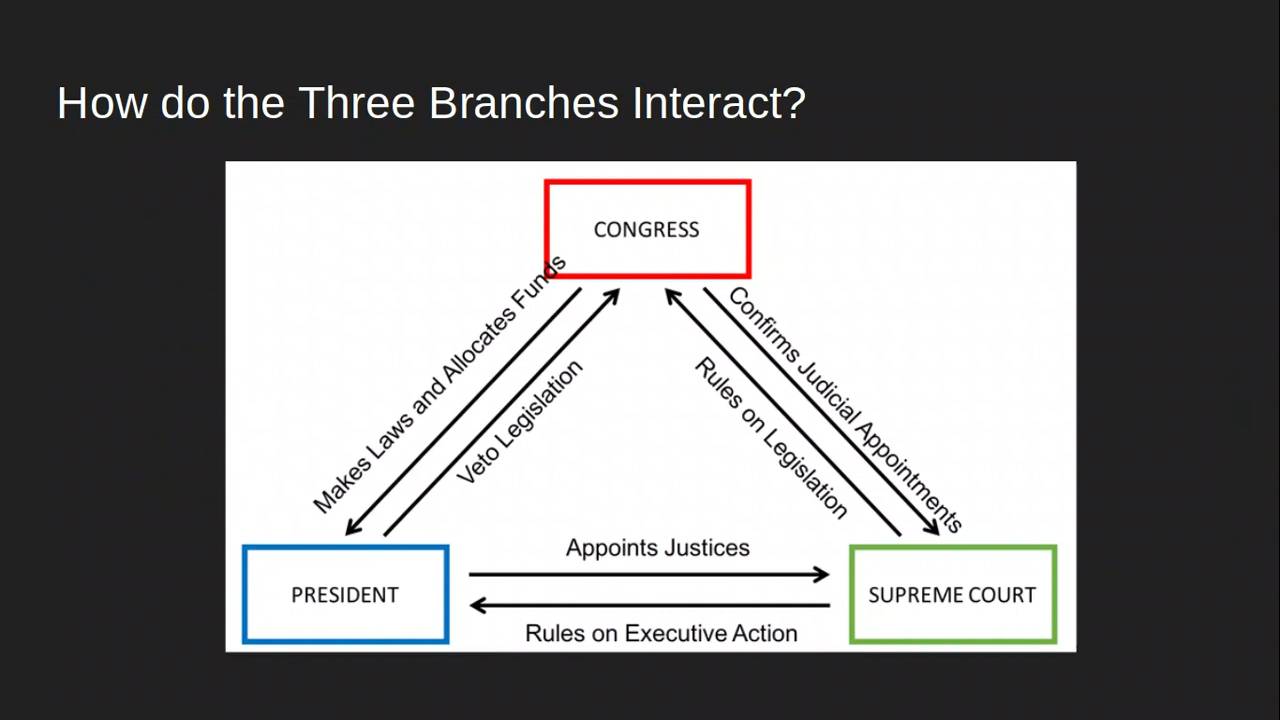 How do the Three Branches Interact?
CONGRESS
Makes Laws and Allocates Funds
Veto Legislation
Rules on Legislation
Confirms Judicial Appointments
Appoints Justices
PRESIDENT
SUPREME COURT
Rules on Executive Action